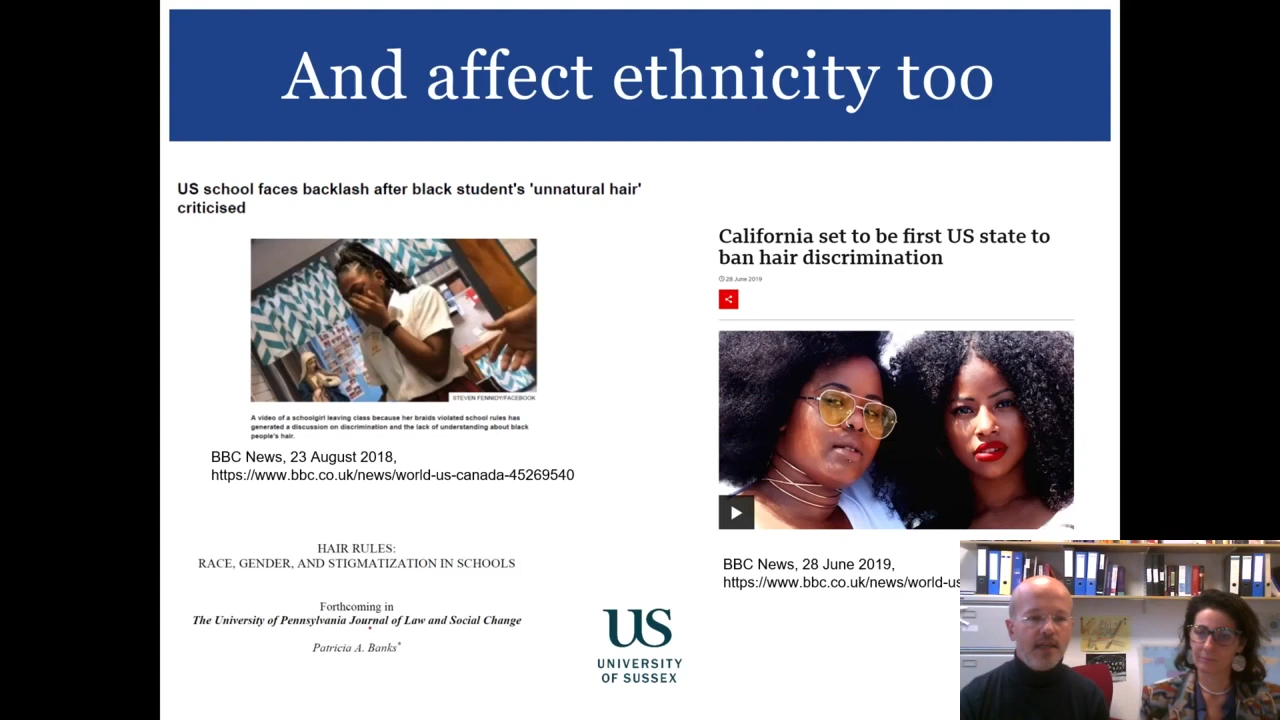 And affect ethnicity too
US school faces backlash after black student's 'unnatural hair'
criticised
STEVEN FENNIDY/FACEBOOK
A video of a schoolgirl leaving class because her braids violated school rules has
generated a discussion on discrimination and the lack of understanding about black
people's hair.
BBC News, 23 August 2018,
https://www.bbc.co.uk/news/world-us-canada-45269540
HAIR RULES:
RACE, GENDER, AND STIGMATIZATION IN SCHOOLS
Forthcoming in
The University of Pennsylvania Journal of Law and Social Change
Patricia A. Banks*
California set to be first US state to
ban hair discrimination
28 June 2019
BBC News, 28 June 2019,
https://www.bbc.co.uk/news/world-us
US
UNIVERSITY
OF SUSSEX